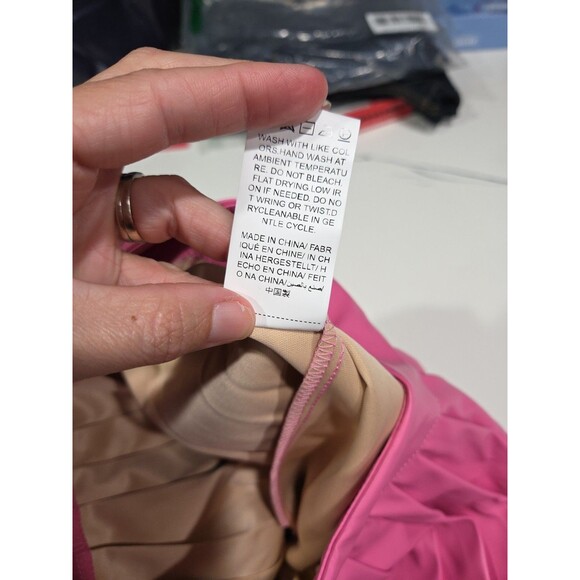 WASH WITH LIKE COL
ORS.HAND WASH AT
AMBIENT TEMPERATU
RE. DO NOT BLEACH.
FLAT DRYING.LOW IR
ON IF NEEDED. DO NO
T WRING OR TWIST.D
RYCLEANABLE IN GE
NTLE CYCLE.
MADE IN CHINA/ FABR
IQUÉ EN CHINE/ IN CH
INA HERGESTELLT/ H
ECHO EN CHINA/ FEIT
O NA CHINA/صنع بالصين/
中国製